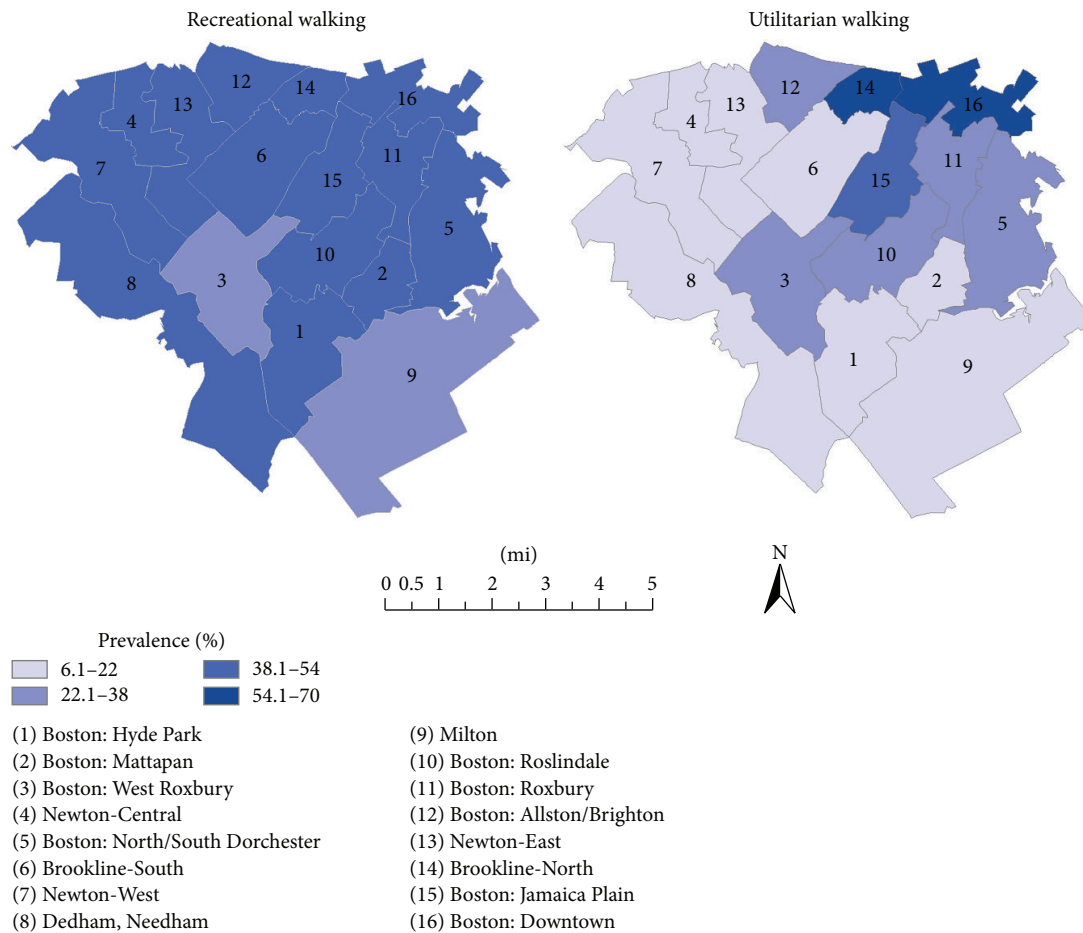 Recreational walking
Utilitarian walking
12
14
16
13
4
6
11
7
15
5
10
3
2
8
1
9
12
14
16
13
4
11
6
7
15
5
10
3
2
8
1
9
(mi)
0 0.5 1 2 3 4 5
N
Prevalence (%)
6.1–22
38.1–54
22.1–38
54.1–70
(1) Boston: Hyde Park
(2) Boston: Mattapan
(3) Boston: West Roxbury
(4) Newton-Central
(5) Boston: North/South Dorchester
(6) Brookline-South
(7) Newton-West
(8) Dedham, Needham
(9) Milton
(10) Boston: Roslindale
(11) Boston: Roxbury
(12) Boston: Allston/Brighton
(13) Newton-East
(14) Brookline-North
(15) Boston: Jamaica Plain
(16) Boston: Downtown